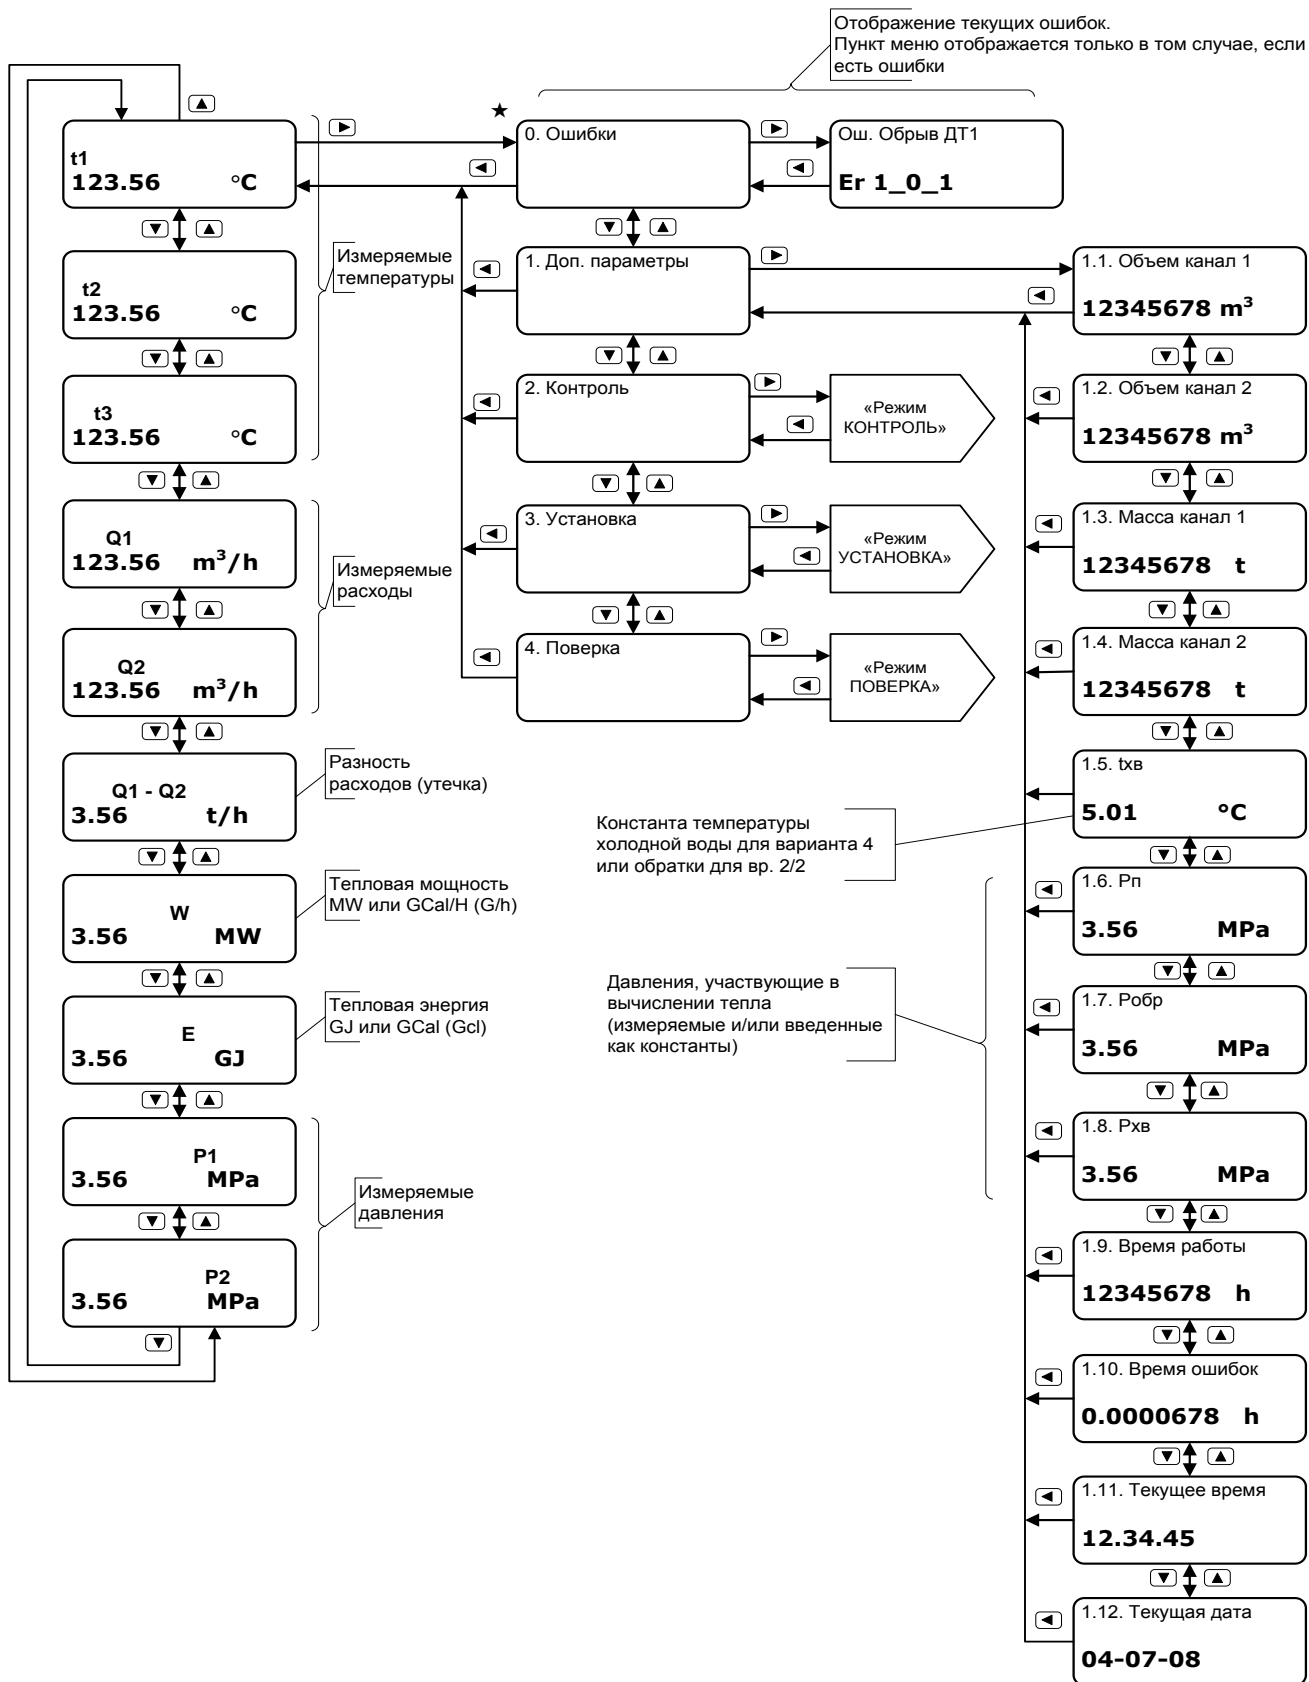 Отображение текущих ошибок.
Пункт меню отображается только в том случае, если
есть ошибки
t1
123.56 °C
t2
123.56 °C
t3
123.56 °C
Измеряемые
температуры
Q1
123.56 m³/h
Q2
123.56 m³/h
Измеряемые
расходы
Q1 - Q2
3.56 t/h
Разность
расходов (утечка)
W
3.56 MW
Тепловая мощность
MW или GCal/H (G/h)
E
3.56 GJ
Тепловая энергия
GJ или GCal (Gcl)
P1
3.56 MPa
P2
3.56 MPa
Измеряемые
давления
0. Ошибки
Ош. Обрыв ДТ1
Er 1_0_1
1. Доп. параметры
2. Контроль
«Режим
КОНТРОЛЬ»
3. Установка
«Режим
УСТАНОВКА»
4. Поверка
«Режим
ПОВЕРКА»
Константа температуры
холодной воды для варианта 4
или обратки для вр. 2/2
Давления, участвующие в
вычислении тепла
(измеряемые и/или введенные
как константы)
1.1. Объем канал 1
12345678 m³
1.2. Объем канал 2
12345678 m³
1.3. Масса канал 1
12345678 t
1.4. Масса канал 2
12345678 t
1.5. tхв
5.01 °C
1.6. Рп
3.56 MPa
1.7. Робр
3.56 MPa
1.8. Рхв
3.56 MPa
1.9. Время работы
12345678 h
1.10. Время ошибок
0.0000678 h
1.11. Текущее время
12.34.45
1.12. Текущая дата
04-07-08